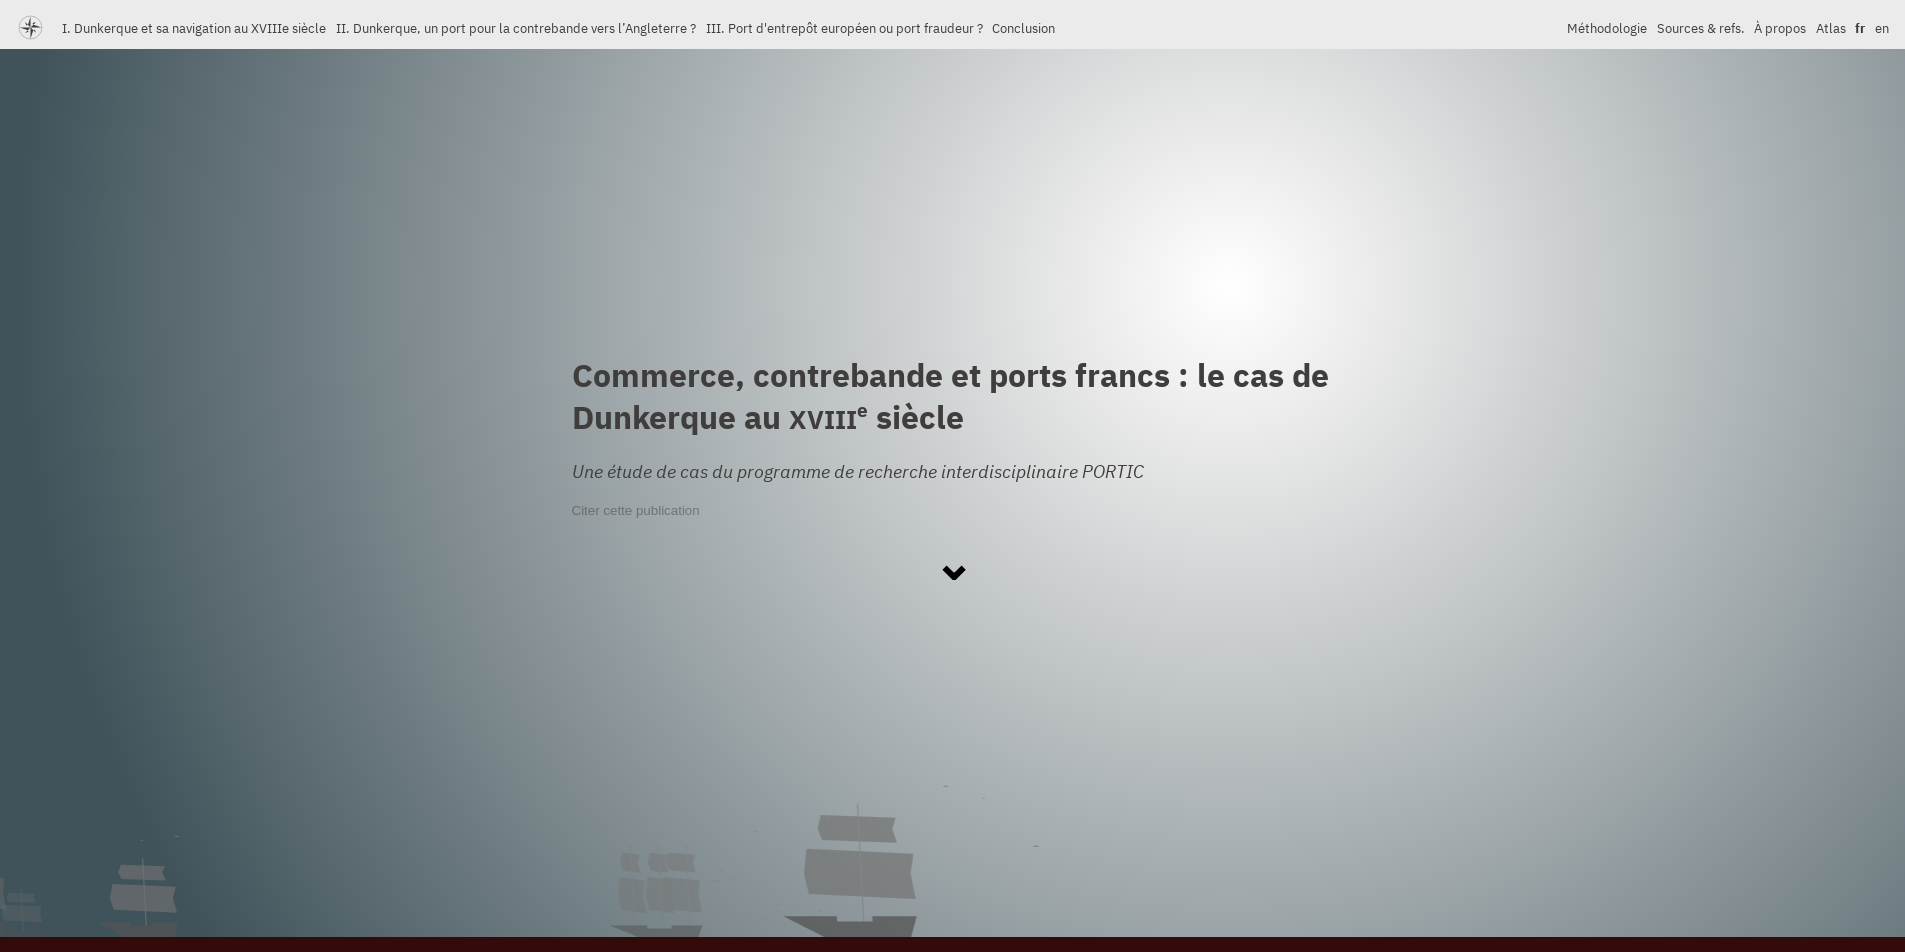 I. Dunkerque et sa navigation au XVIIIe siècle II. Dunkerque, un port pour la contrebande vers l’Angleterre ? III. Port d'entrepôt européen ou port fraudeur ? Conclusion Méthodologie Sources & refs. À propos Atlas fr en
Commerce, contrebande et ports francs : le cas de
Dunkerque au XVIIIe siècle
Une étude de cas du programme de recherche interdisciplinaire PORTIC
Citer cette publication